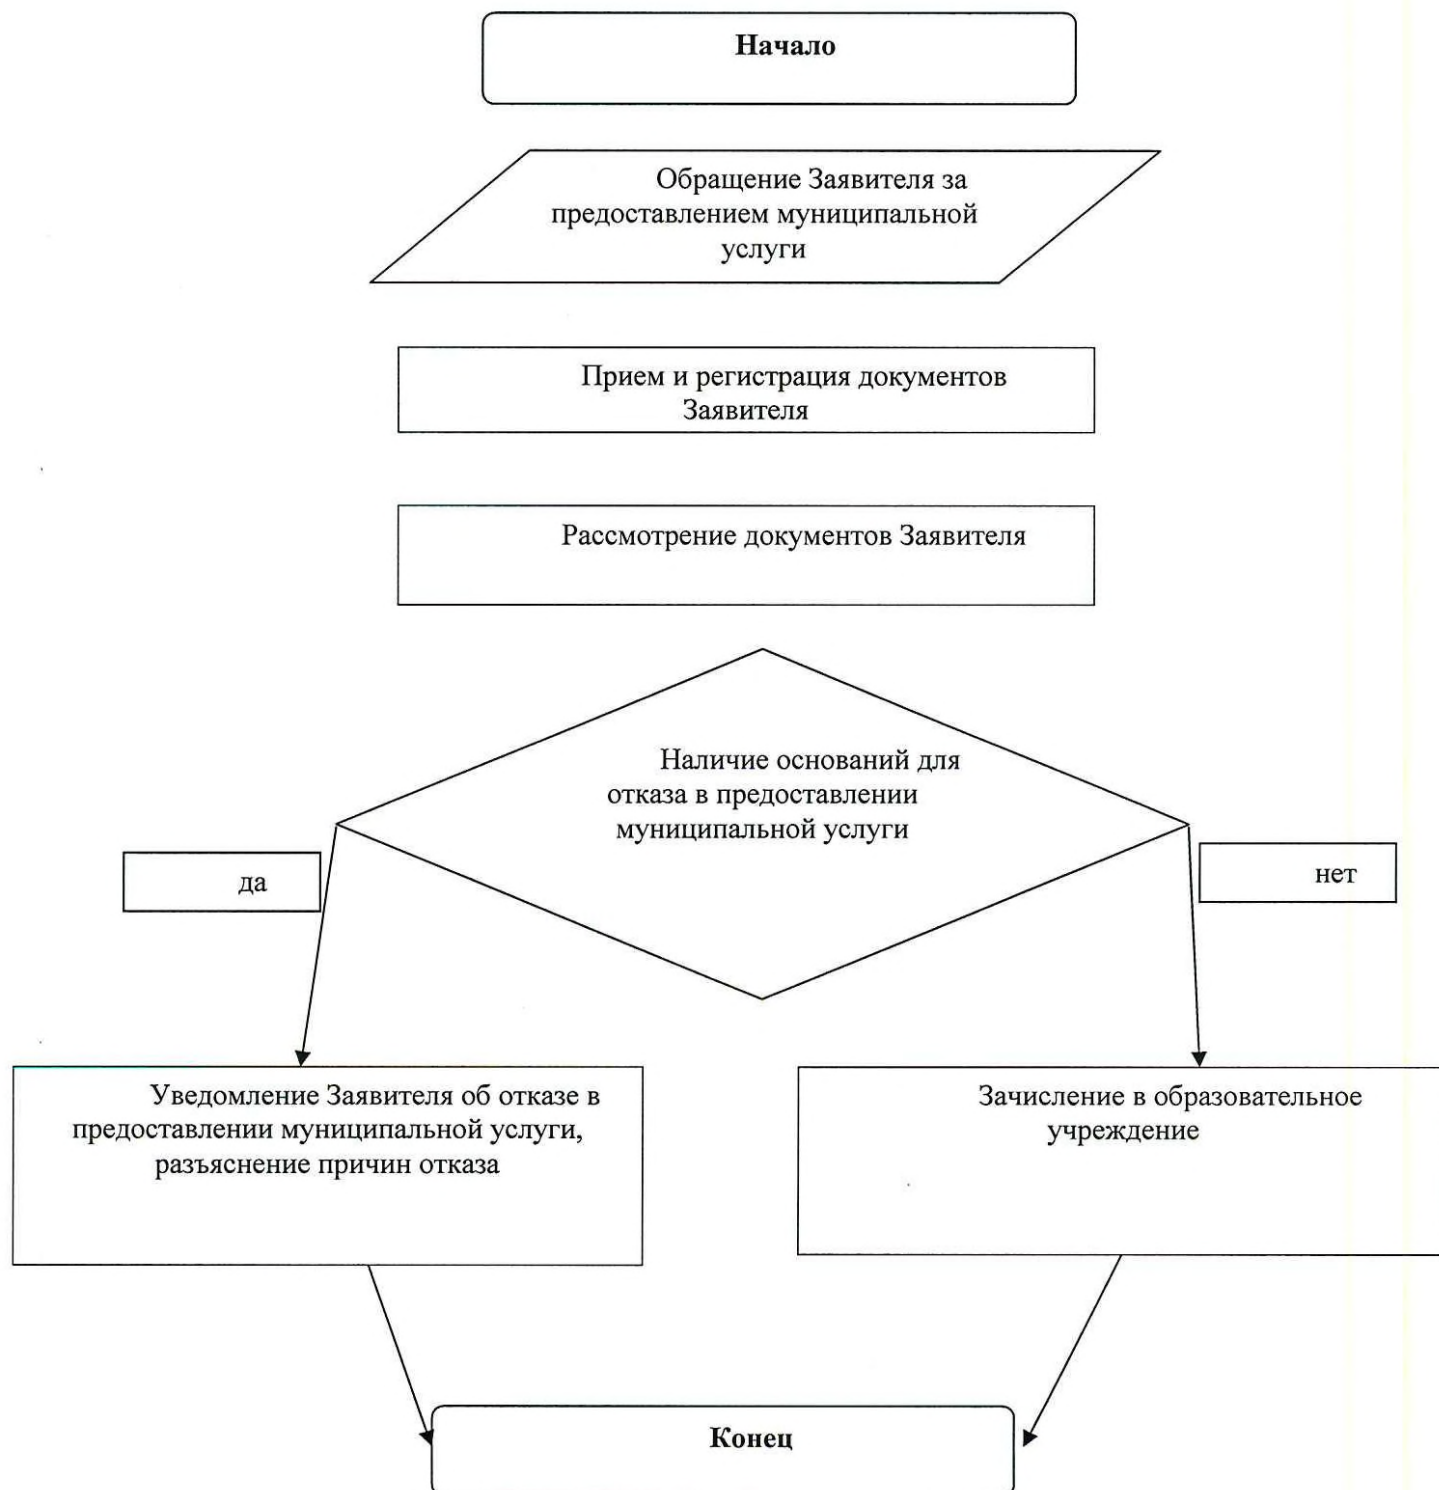 Начало
Обращение Заявителя за
предоставлением муниципальной
услуги
Прием и регистрация документов
Заявителя
Рассмотрение документов Заявителя
Наличие оснований для
отказа в предоставлении
муниципальной услуги
да
нет
Уведомление Заявителя об отказе в
предоставлении муниципальной услуги,
разъяснение причин отказа
Зачисление в образовательное
учреждение
Конец